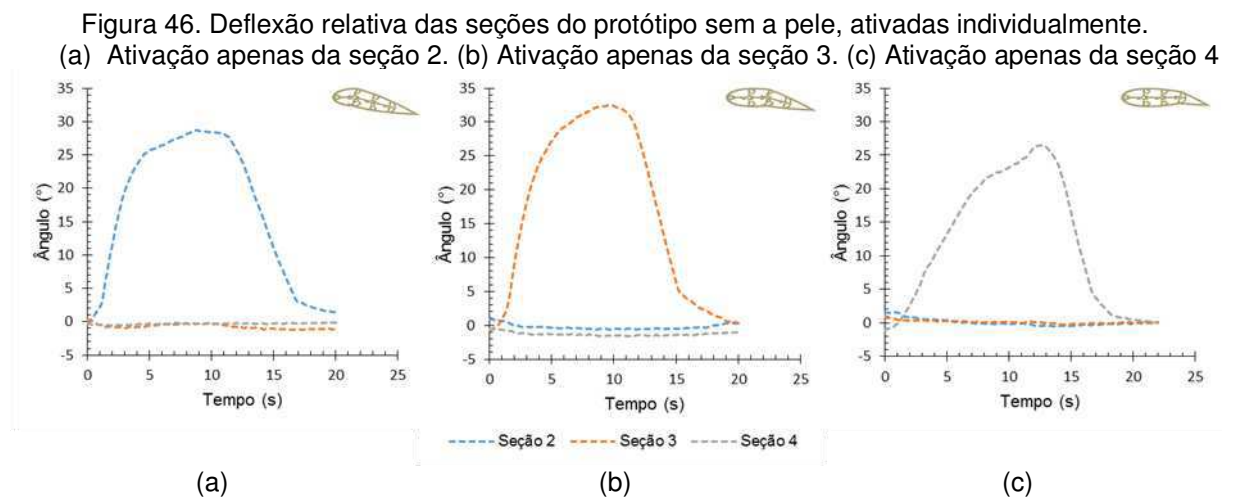 Figura 46. Deflexão relativa das seções do protótipo sem a pele, ativadas individualmente.
(a) Ativação apenas da seção 2. (b) Ativação apenas da seção 3. (c) Ativação apenas da seção 4
35
30
25
20
15
10
5
0
-5
Ângulo (°)
0 5 10 15 20 25
Tempo (s)
35
30
25
20
15
10
5
0
-5
Ângulo (°)
0 5 10 15 20 25
Tempo (s)
35
30
25
20
15
10
5
0
-5
Ângulo (°)
0 5 10 15 20 25
Tempo (s)
Seção 2 Seção 3 Seção 4
(a) (b) (c)